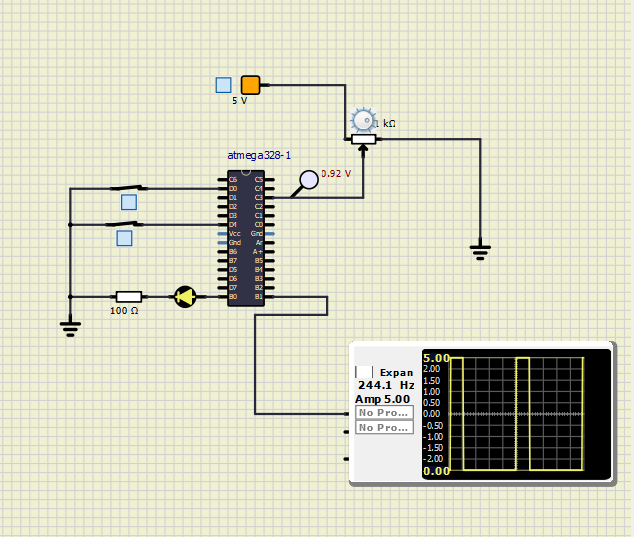 5 V
1 kΩ
atmega328-1
0.92 V
C6 C5
D0 C4
D1 C3
D2 C2
D3 C1
D4 C0
Vcc Gnd
Gnd Ar
B6 A+
B7 B5
D5 B4
D6 B3
D7 B2
B0 B1
100 Ω
Expan
244.1 Hz
Amp 5.00
No Pro...
No Pro...
5.00
2.00
1.50
1.00
0.50
0.00
-0.50
-1.00
-1.50
-2.00
0.00